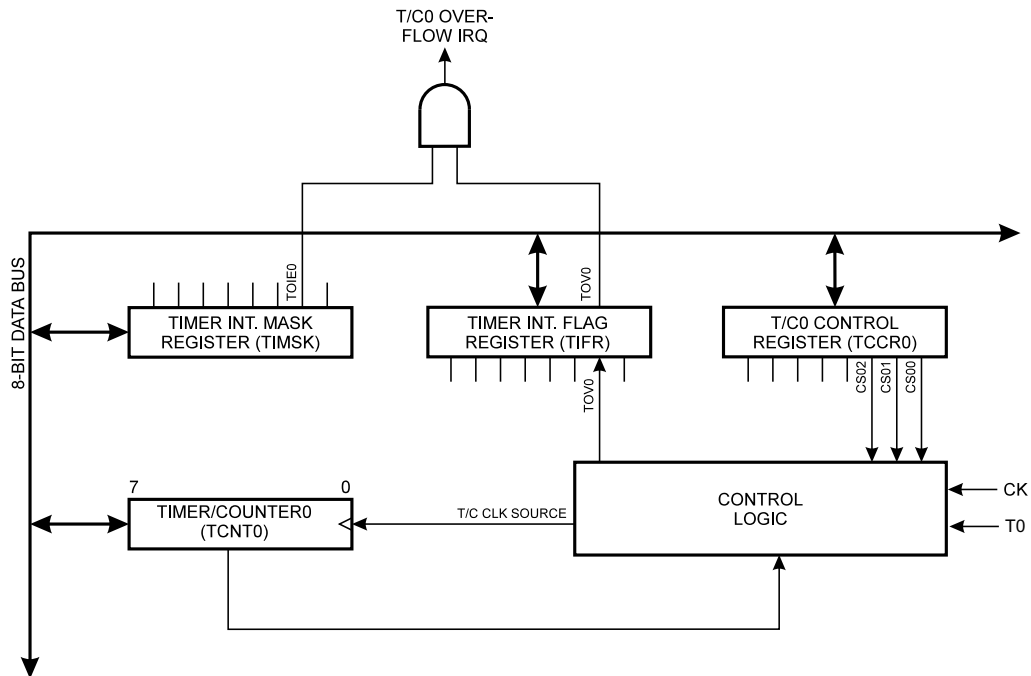 T/C0 OVER-
FLOW IRQ
8-BIT DATA BUS
TOIE0
TOV0
TIMER INT. MASK
REGISTER (TIMSK)
TIMER INT. FLAG
REGISTER (TIFR)
T/C0 CONTROL
REGISTER (TCCR0)
TOV0
CS02
CS01
CS00
7
0
TIMER/COUNTER0
(TCNT0)
T/C CLK SOURCE
CONTROL
LOGIC
CK
T0